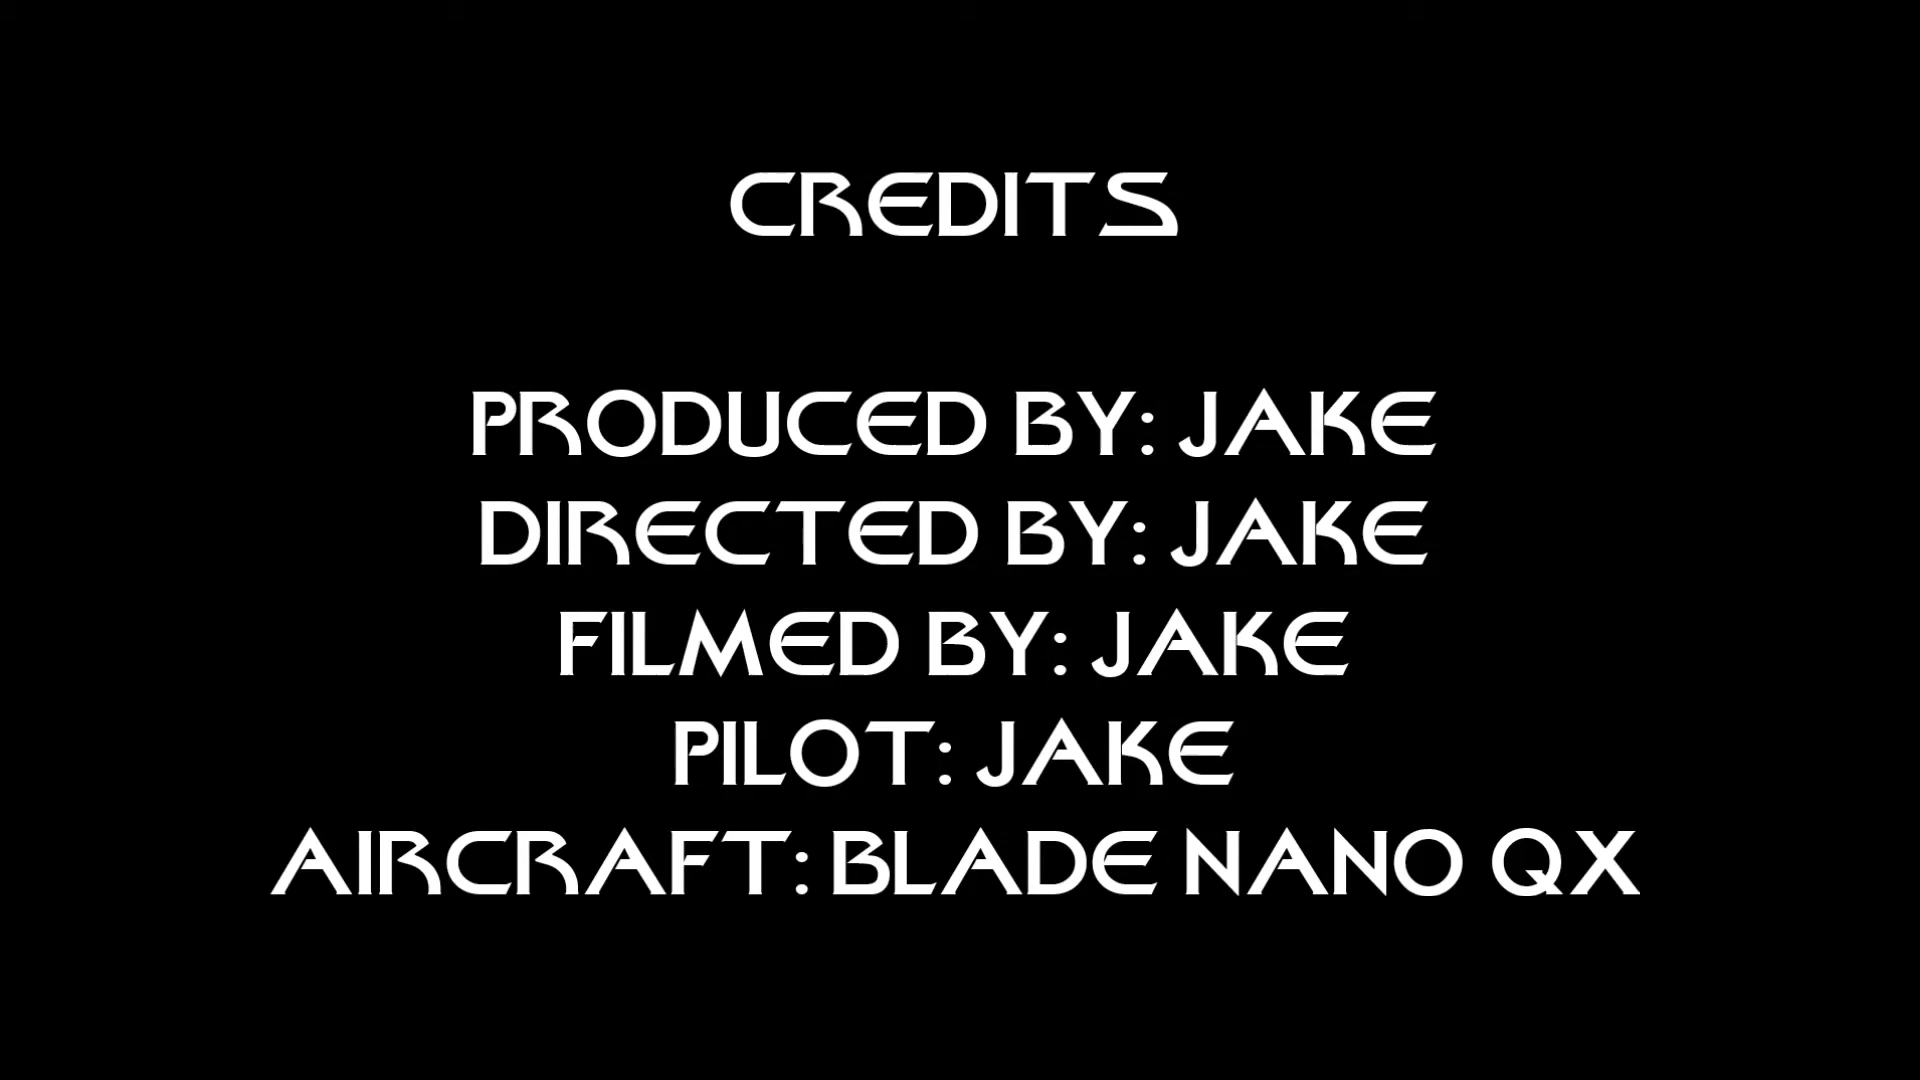 CREDITS
PRODUCED BY: JAKE
DIRECTED BY: JAKE
FILMED BY: JAKE
PILOT: JAKE
AIRCRAFT: BLADE NANO QX